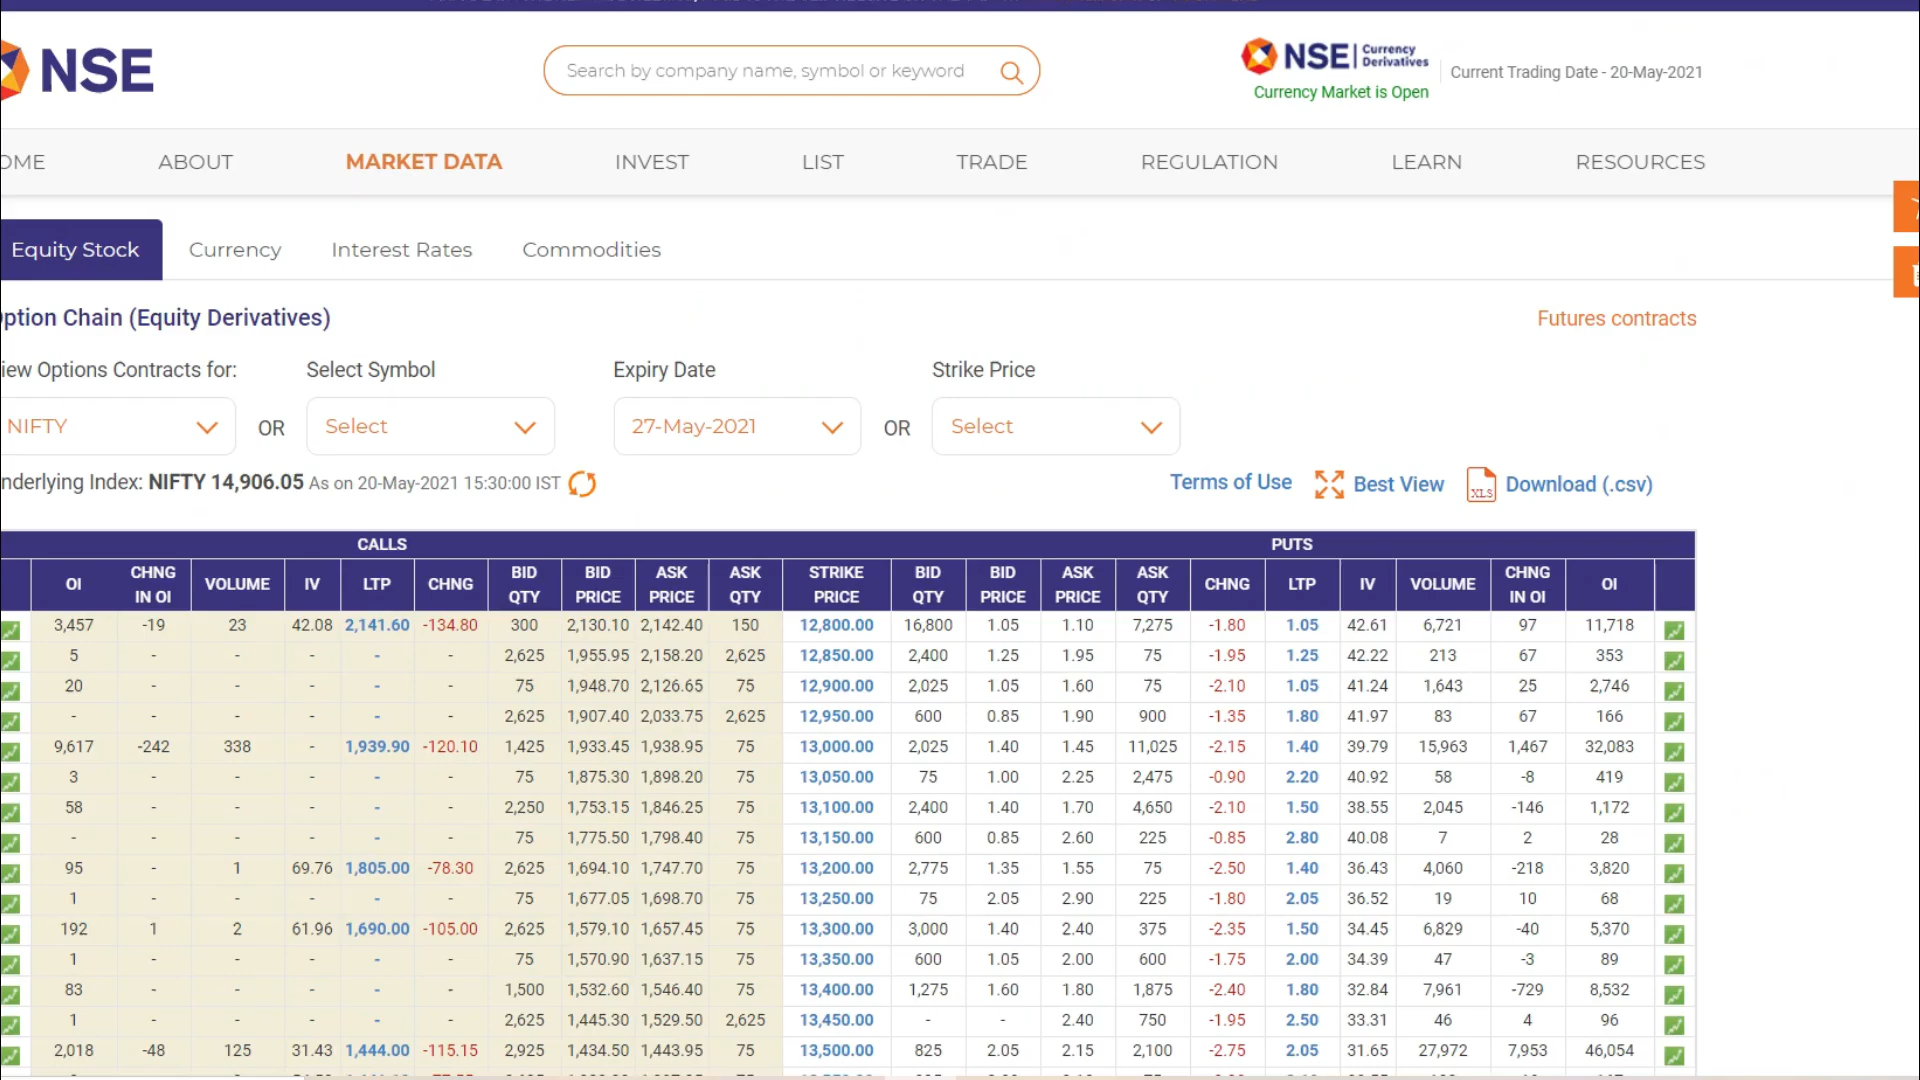 NSE
Search by company name, symbol or keyword
NSE Currency Derivatives
Currency Market is Open
Current Trading Date - 20-May-2021
OME ABOUT MARKET DATA INVEST LIST TRADE REGULATION LEARN RESOURCES
Equity Stock Currency Interest Rates Commodities
ption Chain (Equity Derivatives) Futures contracts
iew Options Contracts for: Select Symbol Expiry Date Strike Price
NIFTY OR Select 27-May-2021 OR Select
nderlying Index: NIFTY 14,906.05 As on 20-May-2021 15:30:00 IST Terms of Use Best View XLS Download (.csv)
CALLS PUTS
OI CHNG IN OI VOLUME IV LTP CHNG BID QTY BID PRICE ASK PRICE ASK QTY STRIKE PRICE BID QTY BID PRICE ASK PRICE ASK QTY CHNG LTP IV VOLUME CHNG IN OI OI
3,457 -19 23 42.08 2,141.60 -134.80 300 2,130.10 2,142.40 150 12,800.00 16,800 1.05 1.10 7,275 -1.80 1.05 42.61 6,721 97 11,718
5 - - - - - 2,625 1,955.95 2,158.20 2,625 12,850.00 2,400 1.25 1.95 75 -1.95 1.25 42.22 213 67 353
20 - - - - - 75 1,948.70 2,126.65 75 12,900.00 2,025 1.05 1.60 75 -2.10 1.05 41.24 1,643 25 2,746
- - - - - - 2,625 1,907.40 2,033.75 2,625 12,950.00 600 0.85 1.90 900 -1.35 1.80 41.97 83 67 166
9,617 -242 338 - 1,939.90 -120.10 1,425 1,933.45 1,938.95 75 13,000.00 2,025 1.40 1.45 11,025 -2.15 1.40 39.79 15,963 1,467 32,083
3 - - - - - 75 1,875.30 1,898.20 75 13,050.00 75 1.00 2.25 2,475 -0.90 2.20 40.92 58 -8 419
58 - - - - - 2,250 1,753.15 1,846.25 75 13,100.00 2,400 1.40 1.70 4,650 -2.10 1.50 38.55 2,045 -146 1,172
- - - - - - 75 1,775.50 1,798.40 75 13,150.00 600 0.85 2.60 225 -0.85 2.80 40.08 7 2 28
95 - 1 69.76 1,805.00 -78.30 2,625 1,694.10 1,747.70 75 13,200.00 2,775 1.35 1.55 75 -2.50 1.40 36.43 4,060 -218 3,820
1 - - - - - 75 1,677.05 1,698.70 75 13,250.00 75 2.05 2.90 225 -1.80 2.05 36.52 19 10 68
192 1 2 61.96 1,690.00 -105.00 2,625 1,579.10 1,657.45 75 13,300.00 3,000 1.40 2.40 375 -2.35 1.50 34.45 6,829 -40 5,370
1 - - - - - 75 1,570.90 1,637.15 75 13,350.00 600 1.05 2.00 600 -1.75 2.00 34.39 47 -3 89
83 - - - - - 1,500 1,532.60 1,546.40 75 13,400.00 1,275 1.60 1.80 1,875 -2.40 1.80 32.84 7,961 -729 8,532
1 - - - - - 2,625 1,445.30 1,529.50 2,625 13,450.00 - - 2.40 750 -1.95 2.50 33.31 46 4 96
2,018 -48 125 31.43 1,444.00 -115.15 2,925 1,434.50 1,443.95 75 13,500.00 825 2.05 2.15 2,100 -2.75 2.05 31.65 27,972 7,953 46,054